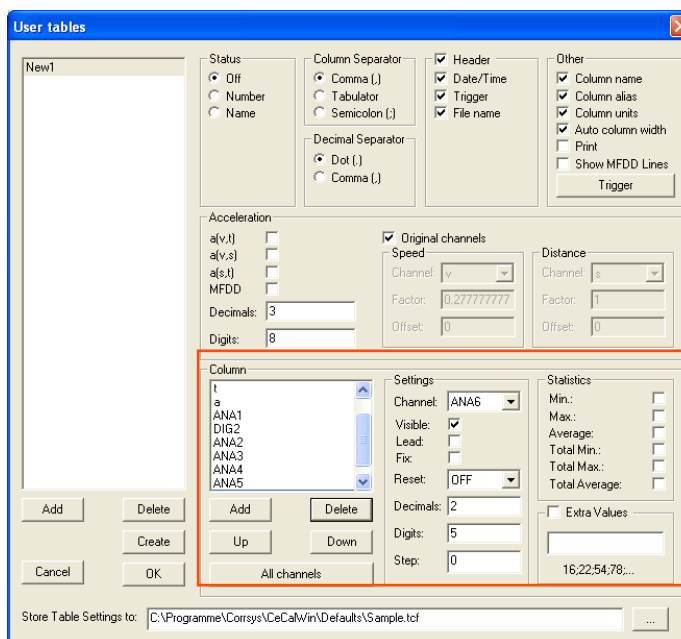 User tables
New1
Add
Delete
Create
Cancel
OK
Status
Off
Number
Name
Column Separator
Comma (,)
Tabulator
Semicolon (;)
Decimal Separator
Dot (.)
Comma (,)
Header
Date/Time
Trigger
File name
Other
Column name
Column alias
Column units
Auto column width
Print
Show MFDD Lines
Trigger
Acceleration
a(v,t)
a(v,s)
a(s,t)
MFDD
Decimals: 3
Digits: 8
Original channels
Speed
Channel: v
Factor: 0.277777777
Offset: 0
Distance
Channel: s
Factor: 1
Offset: 0
Column
t
a
ANA1
DIG2
ANA2
ANA3
ANA4
ANA5
Add
Delete
Up
Down
All channels
Settings
Channel: ANA6
Visible:
Lead:
Fix:
Reset: OFF
Decimals: 2
Digits: 5
Step: 0
Statistics
Min.:
Max.:
Average:
Total Min.:
Total Max.:
Total Average:
Extra Values
16;22;54;78;...
Store Table Settings to: C:\Programme\Corrsys\CeCalWin\Defaults\Sample.tcf
...